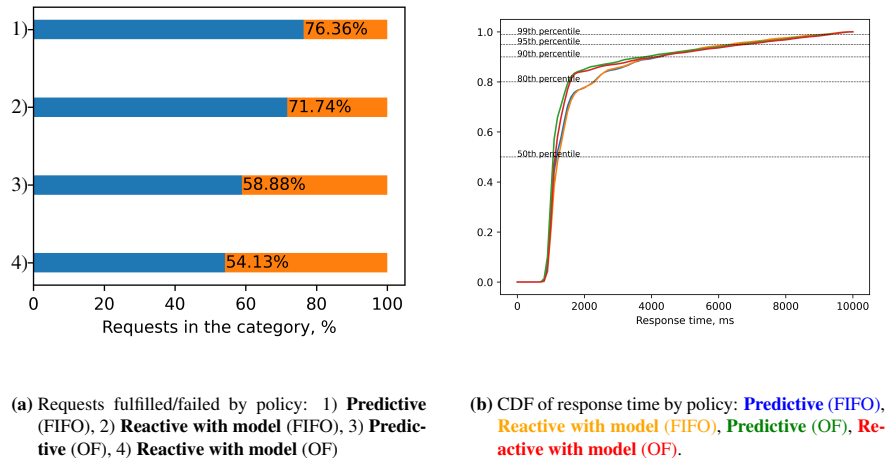 1)
76.36%
2)
71.74%
3)
58.88%
4)
54.13%
0 20 40 60 80 100
Requests in the category, %
1.0
0.8
0.6
0.4
0.2
0.0
99th percentile
95th percentile
90th percentile
80th percentile
50th percentile
0 2000 4000 6000 8000 10000
Response time, ms
(a) Requests fulfilled/failed by policy: 1) Predictive
(FIFO), 2) Reactive with model (FIFO), 3) Predic-
tive (OF), 4) Reactive with model (OF)
(b) CDF of response time by policy: Predictive (FIFO),
Reactive with model (FIFO), Predictive (OF), Re-
active with model (OF).